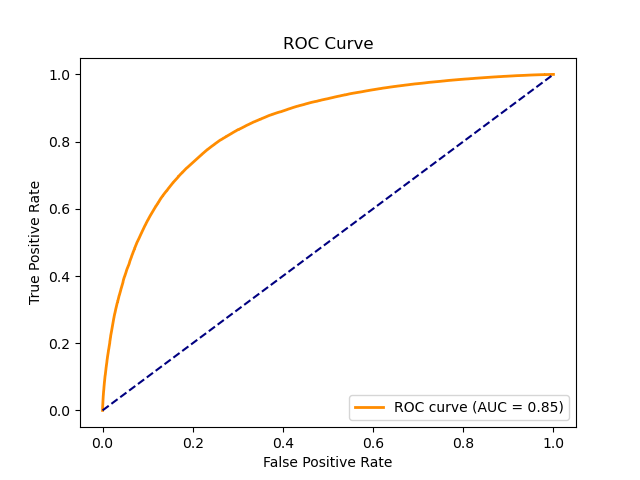 ROC Curve
1.0
0.8
0.6
0.4
0.2
0.0
True Positive Rate
ROC curve (AUC = 0.85)
0.0 0.2 0.4 0.6 0.8 1.0
False Positive Rate